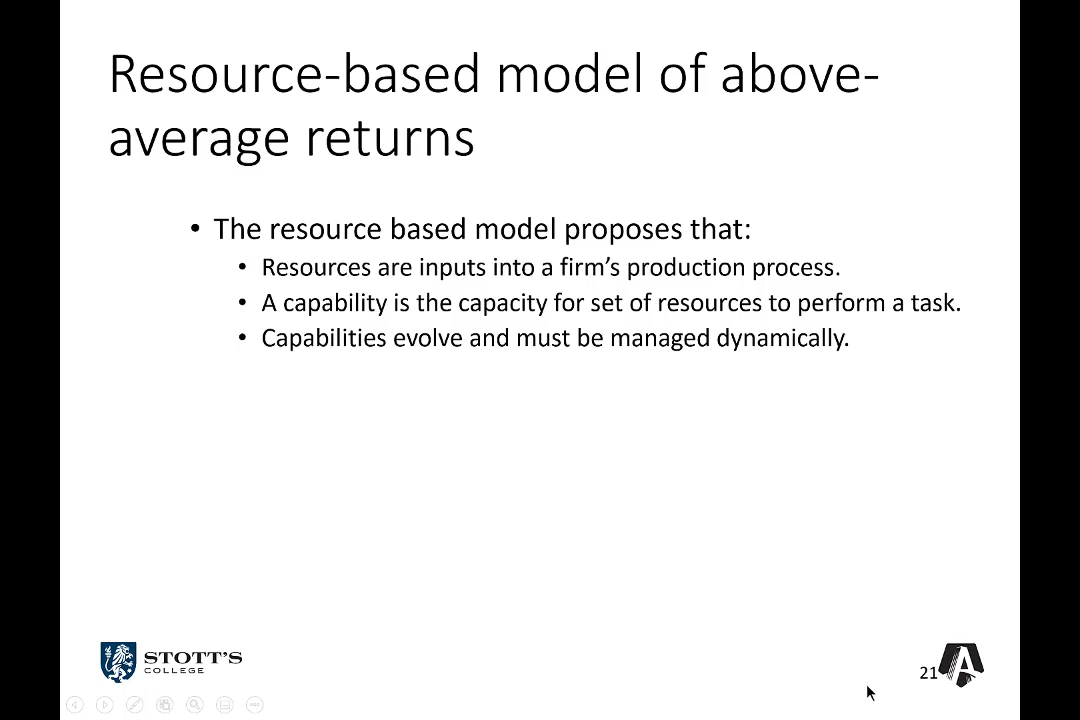 Resource-based model of above-
average returns
• The resource based model proposes that:
• Resources are inputs into a firm’s production process.
• A capability is the capacity for set of resources to perform a task.
• Capabilities evolve and must be managed dynamically.
STOTT'S
COLLEGE
21
A